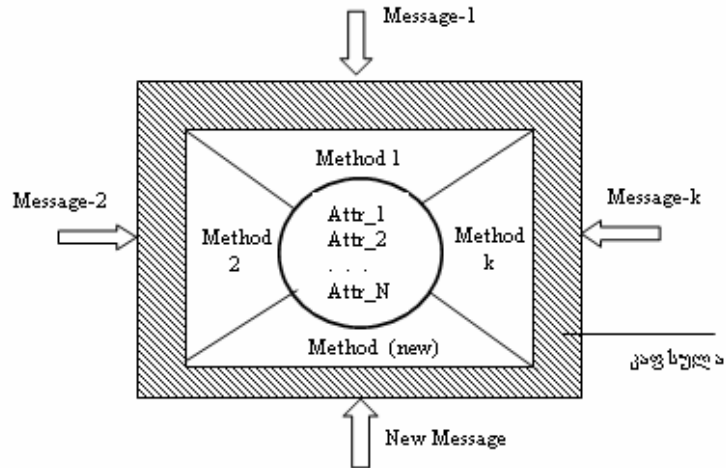 Message-1
Method 1
Message-2
Message-k
Attr_1
Attr_2
. . .
Attr_N
Method
2
Method
k
Method (new)
კაფსულა
New Message